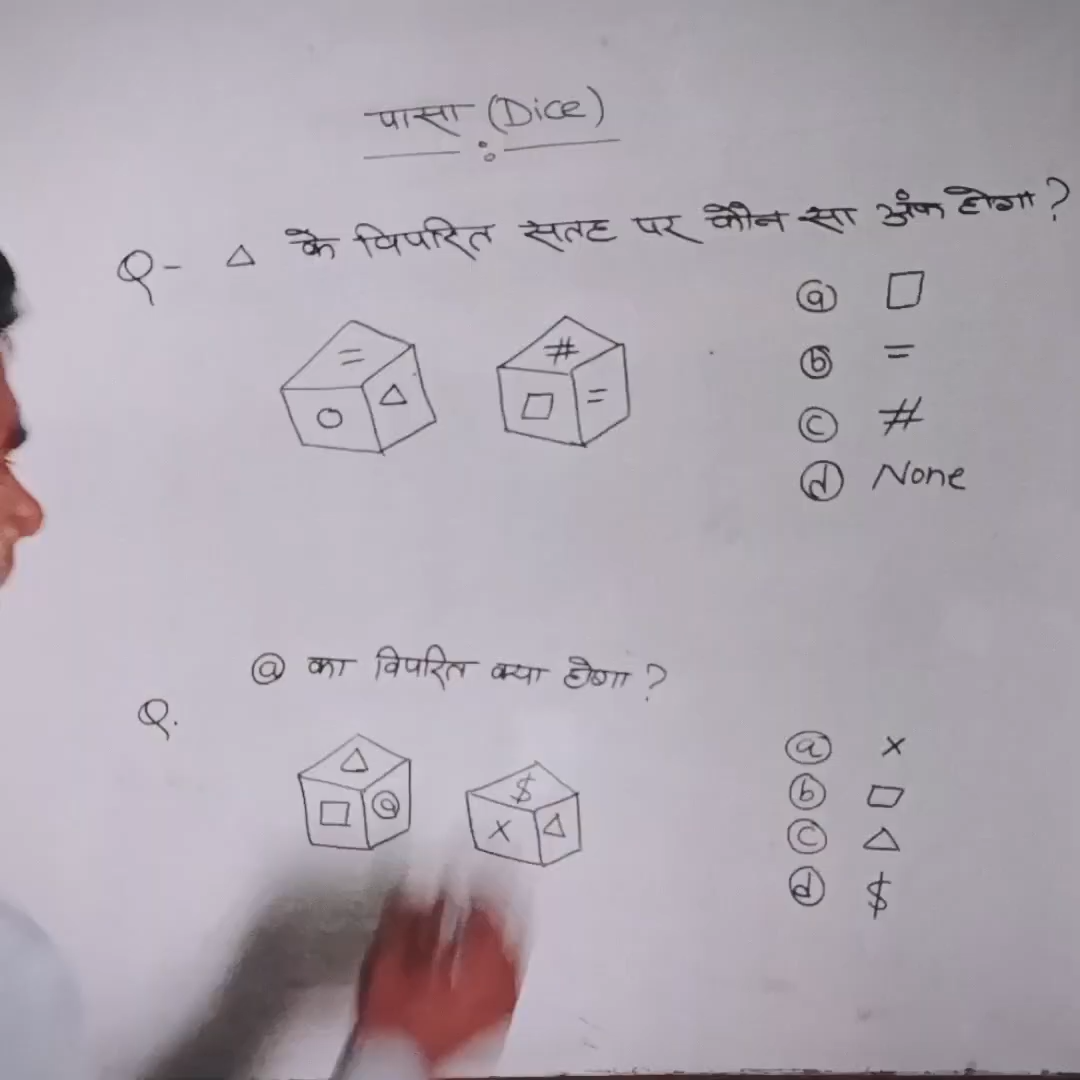 पासा (Dice)
Q- △ के विपरित सतह पर कौन सा अंक होगा?
= ○ △
# □ =
ⓐ □
ⓑ =
ⓒ #
ⓓ None
@ का विपरित क्या होगा?
Q.
△ □ @
$ × △
ⓐ ×
ⓑ □
ⓒ △
ⓓ $